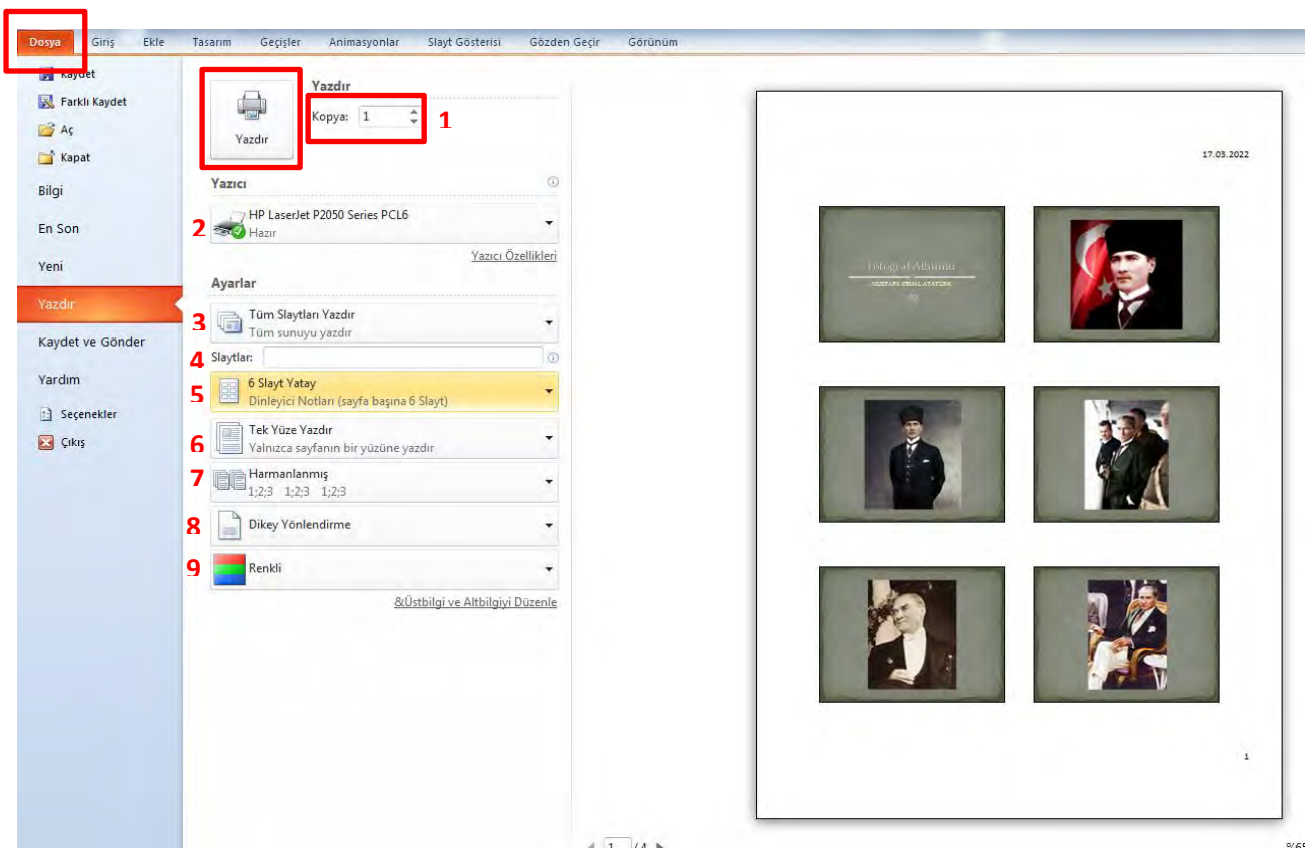 Dosya Giriş Ekle Tasarım Geçişler Animasyonlar Slayt Gösterisi Gözden Geçir Görünüm
Kaydet
Farklı Kaydet
Aç
Kapat
Bilgi
En Son
Yeni
Yazdır
Kaydet ve Gönder
Yardım
Seçenekler
Çıkış
Yazdır
Yazdır
Kopya: 1
1
Yazıcı
2
HP LaserJet P2050 Series PCL6
Hazır
Yazıcı Özellikleri
Ayarlar
3
Tüm Slaytları Yazdır
Tüm sunuyu yazdır
4
Slaytlar:
5
6 Slayt Yatay
Dinleyici Notları (sayfa başına 6 Slayt)
6
Tek Yüze Yazdır
Yalnızca sayfanın bir yüzüne yazdır
7
Harmanlanmış
1;2;3 1;2;3 1;2;3
8
Dikey Yönlendirme
9
Renkli
&Üstbilgi ve Altbilgiyi Düzenle
17.03.2022
Fotoğraf Albümü
MUSTAFA KEMAL ATATÜRK
1
1 / 4